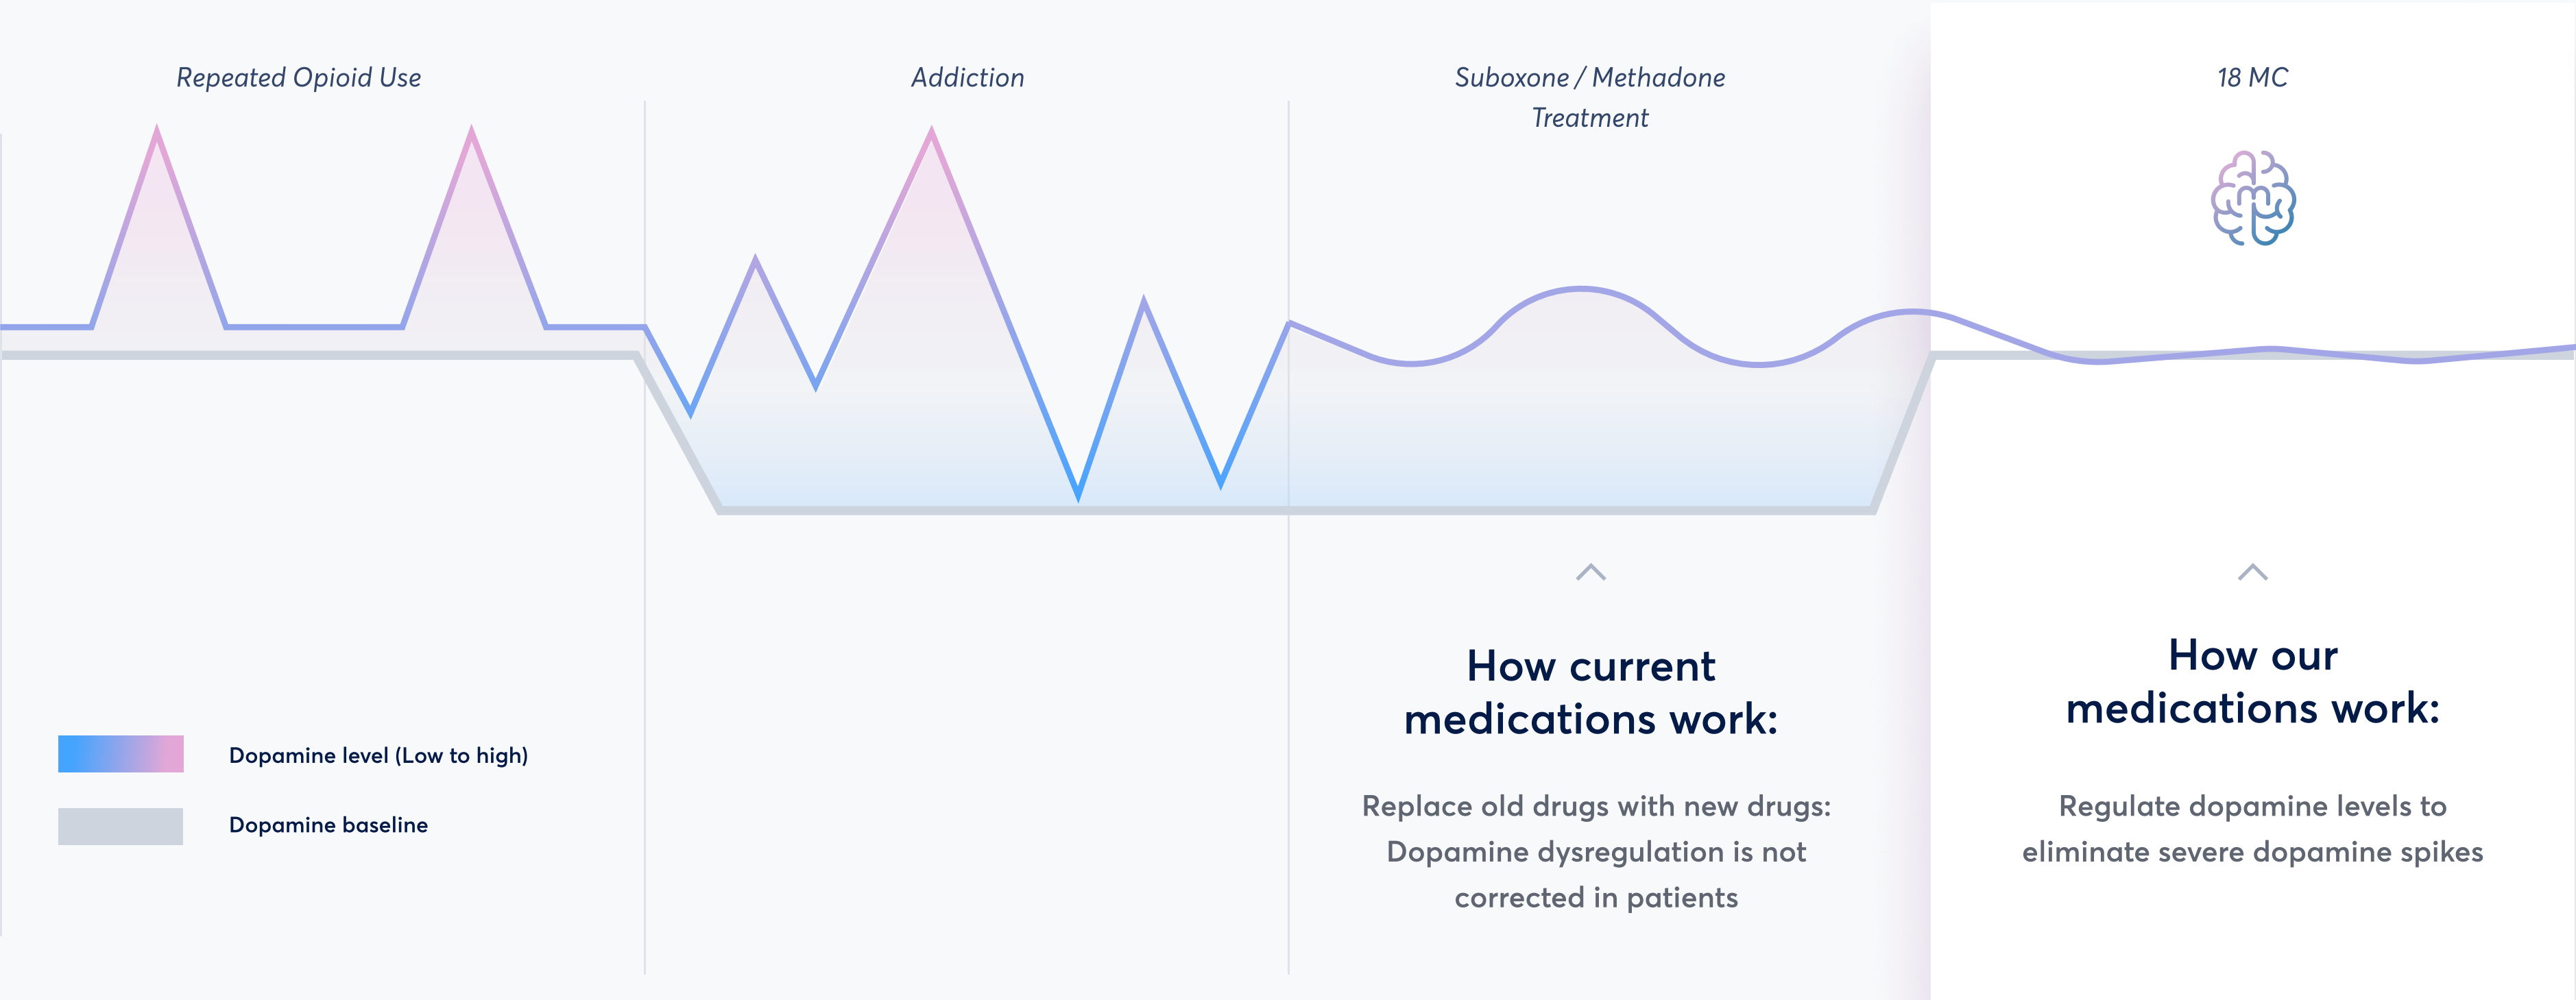 Repeated Opioid Use
Addiction
Suboxone / Methadone
Treatment
18 MC
How current
medications work:
Replace old drugs with new drugs:
Dopamine dysregulation is not
corrected in patients
How our
medications work:
Regulate dopamine levels to
eliminate severe dopamine spikes
Dopamine level (Low to high)
Dopamine baseline